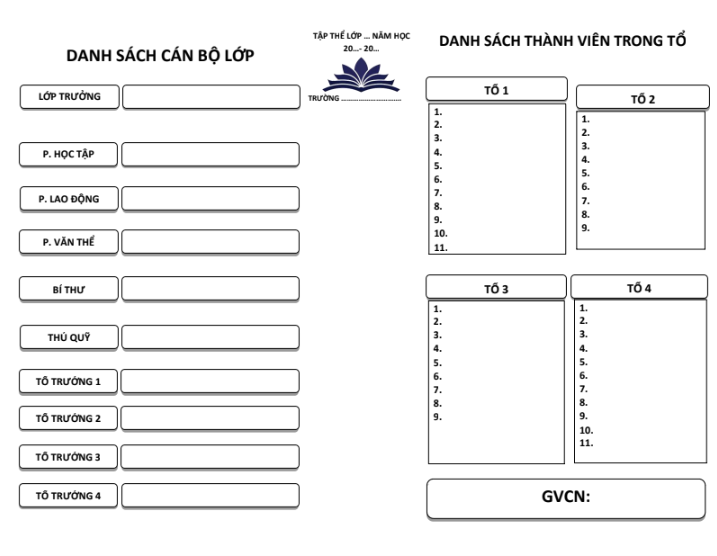 DANH SÁCH CÁN BỘ LỚP
LỚP TRƯỞNG
P. HỌC TẬP
P. LAO ĐỘNG
P. VĂN THỂ
BÍ THƯ
THỦ QUỸ
TỔ TRƯỞNG 1
TỔ TRƯỞNG 2
TỔ TRƯỞNG 3
TỔ TRƯỞNG 4
TẬP THỂ LỚP ... NĂM HỌC
20...- 20...
TRƯỜNG ..............................
DANH SÁCH THÀNH VIÊN TRONG TỔ
TỔ 1
1.
2.
3.
4.
5.
6.
7.
8.
9.
10.
11.
TỔ 2
1.
2.
3.
4.
5.
6.
7.
8.
9.
TỔ 3
1.
2.
3.
4.
5.
6.
7.
8.
9.
TỔ 4
1.
2.
3.
4.
5.
6.
7.
8.
9.
10.
11.
GVCN: